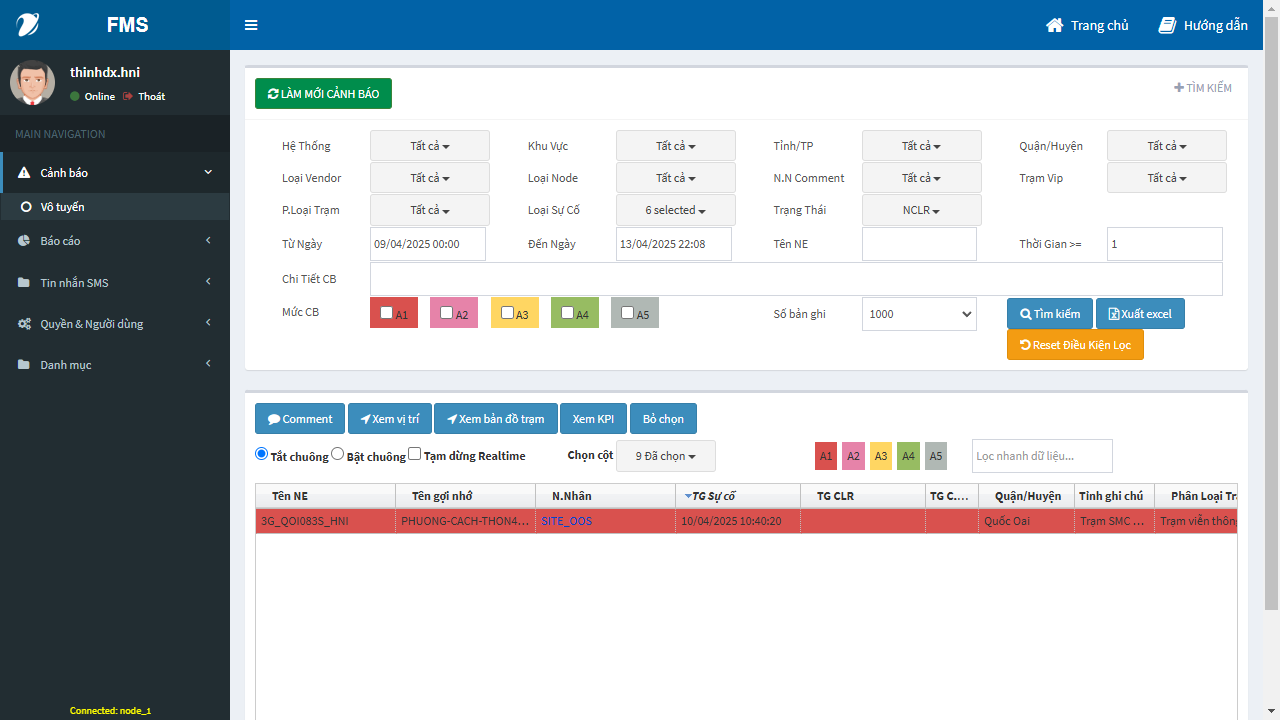 FMS
Trang chủ
Hướng dẫn
thinhdx.hni
Online Thoát
MAIN NAVIGATION
Cảnh báo
Vô tuyến
Báo cáo
Tin nhắn SMS
Quyền & Người dùng
Danh mục
Connected: node_1
LÀM MỚI CẢNH BÁO
TÌM KIẾM
Hệ Thống Tất cả Khu Vực Tất cả Tỉnh/TP Tất cả Quận/Huyện Tất cả
Loại Vendor Tất cả Loại Node Tất cả N.N Comment Tất cả Trạm Vip Tất cả
P.Loại Trạm Tất cả Loại Sự Cố 6 selected Trạng Thái NCLR
Từ Ngày 09/04/2025 00:00 Đến Ngày 13/04/2025 22:08 Tên NE Thời Gian >= 1
Chi Tiết CB
Mức CB A1 A2 A3 A4 A5 Số bản ghi 1000 Tìm kiếm Xuất excel
Reset Điều Kiện Lọc
Comment Xem vị trí Xem bản đồ trạm Xem KPI Bỏ chọn
Tắt chuông Bật chuông Tạm dừng Realtime Chọn cột 9 Đã chọn A1 A2 A3 A4 A5 Lọc nhanh dữ liệu...
Tên NE Tên gợi nhớ N.Nhân TG Sự cố TG CLR TG C.... Quận/Huyện Tỉnh ghi chú Phân Loại Tr
3G_QOI083S_HNI PHUONG-CACH-THON4... SITE_OOS 10/04/2025 10:40:20 Quốc Oai Trạm SMC ... Trạm viễn thôn